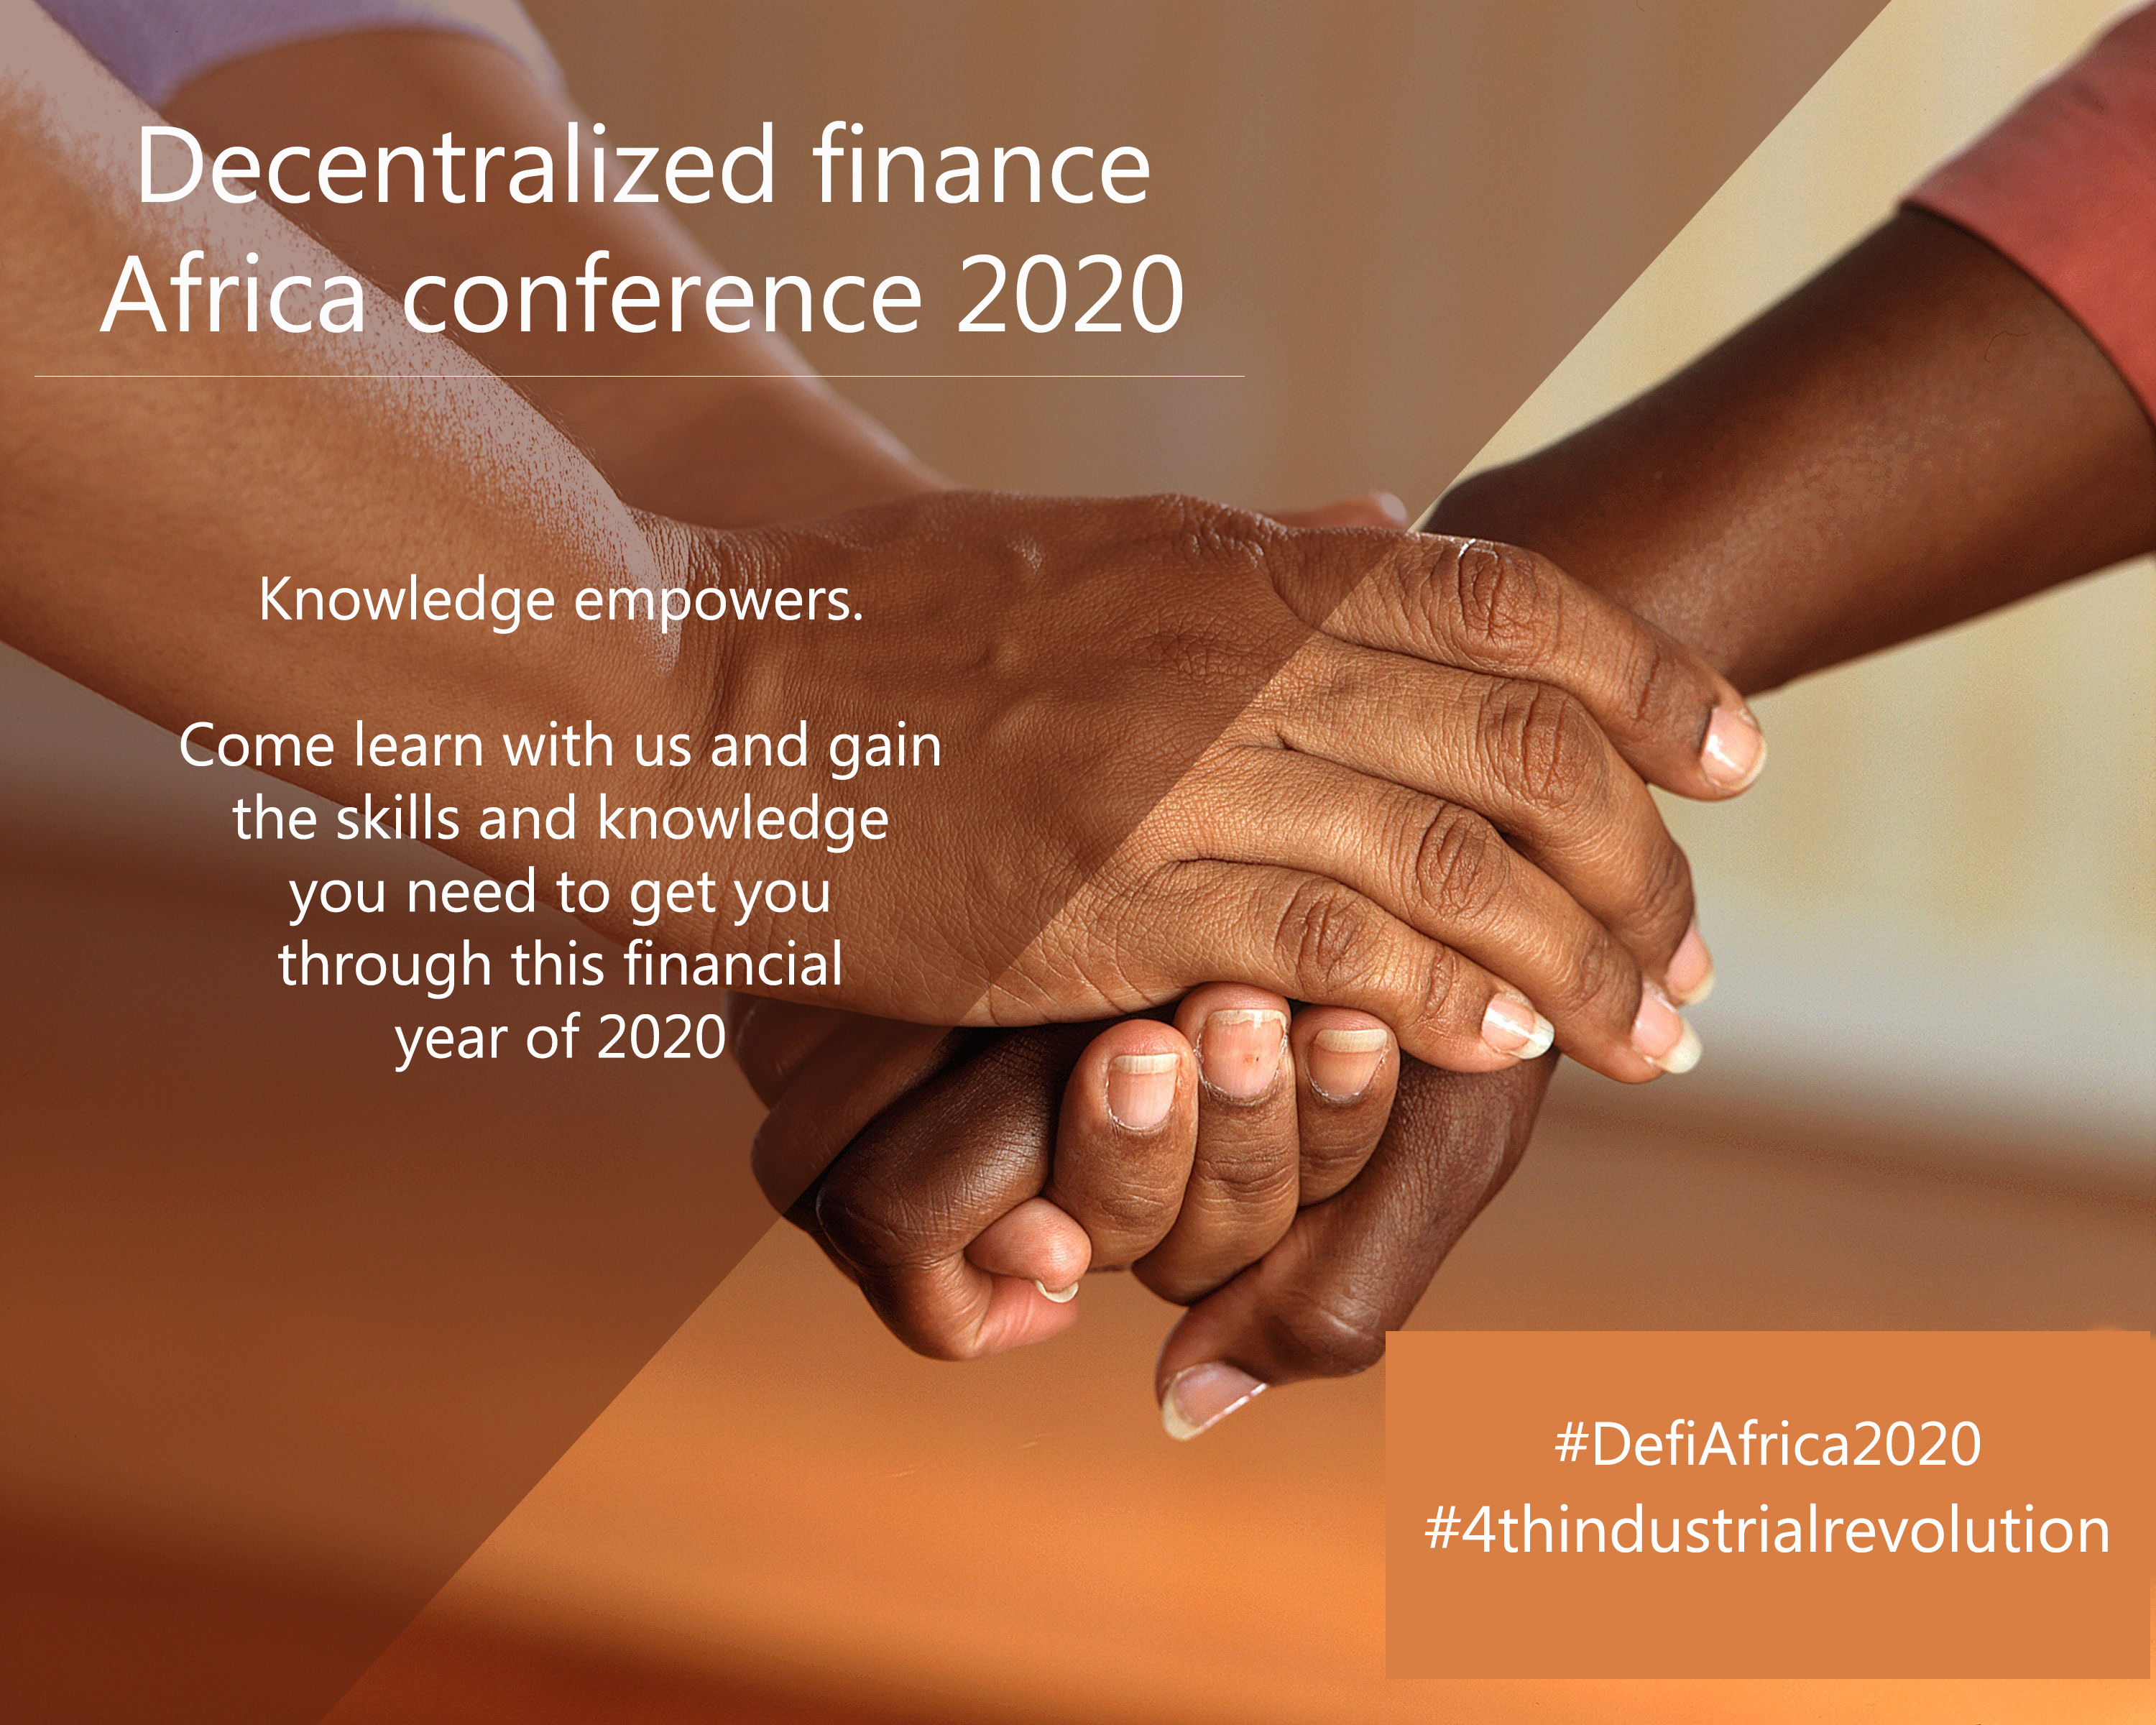 Decentralized finance
Africa conference 2020
Knowledge empowers.
Come learn with us and gain
the skills and knowledge
you need to get you
through this financial
year of 2020
#DefiAfrica2020
#4thindustrialrevolution